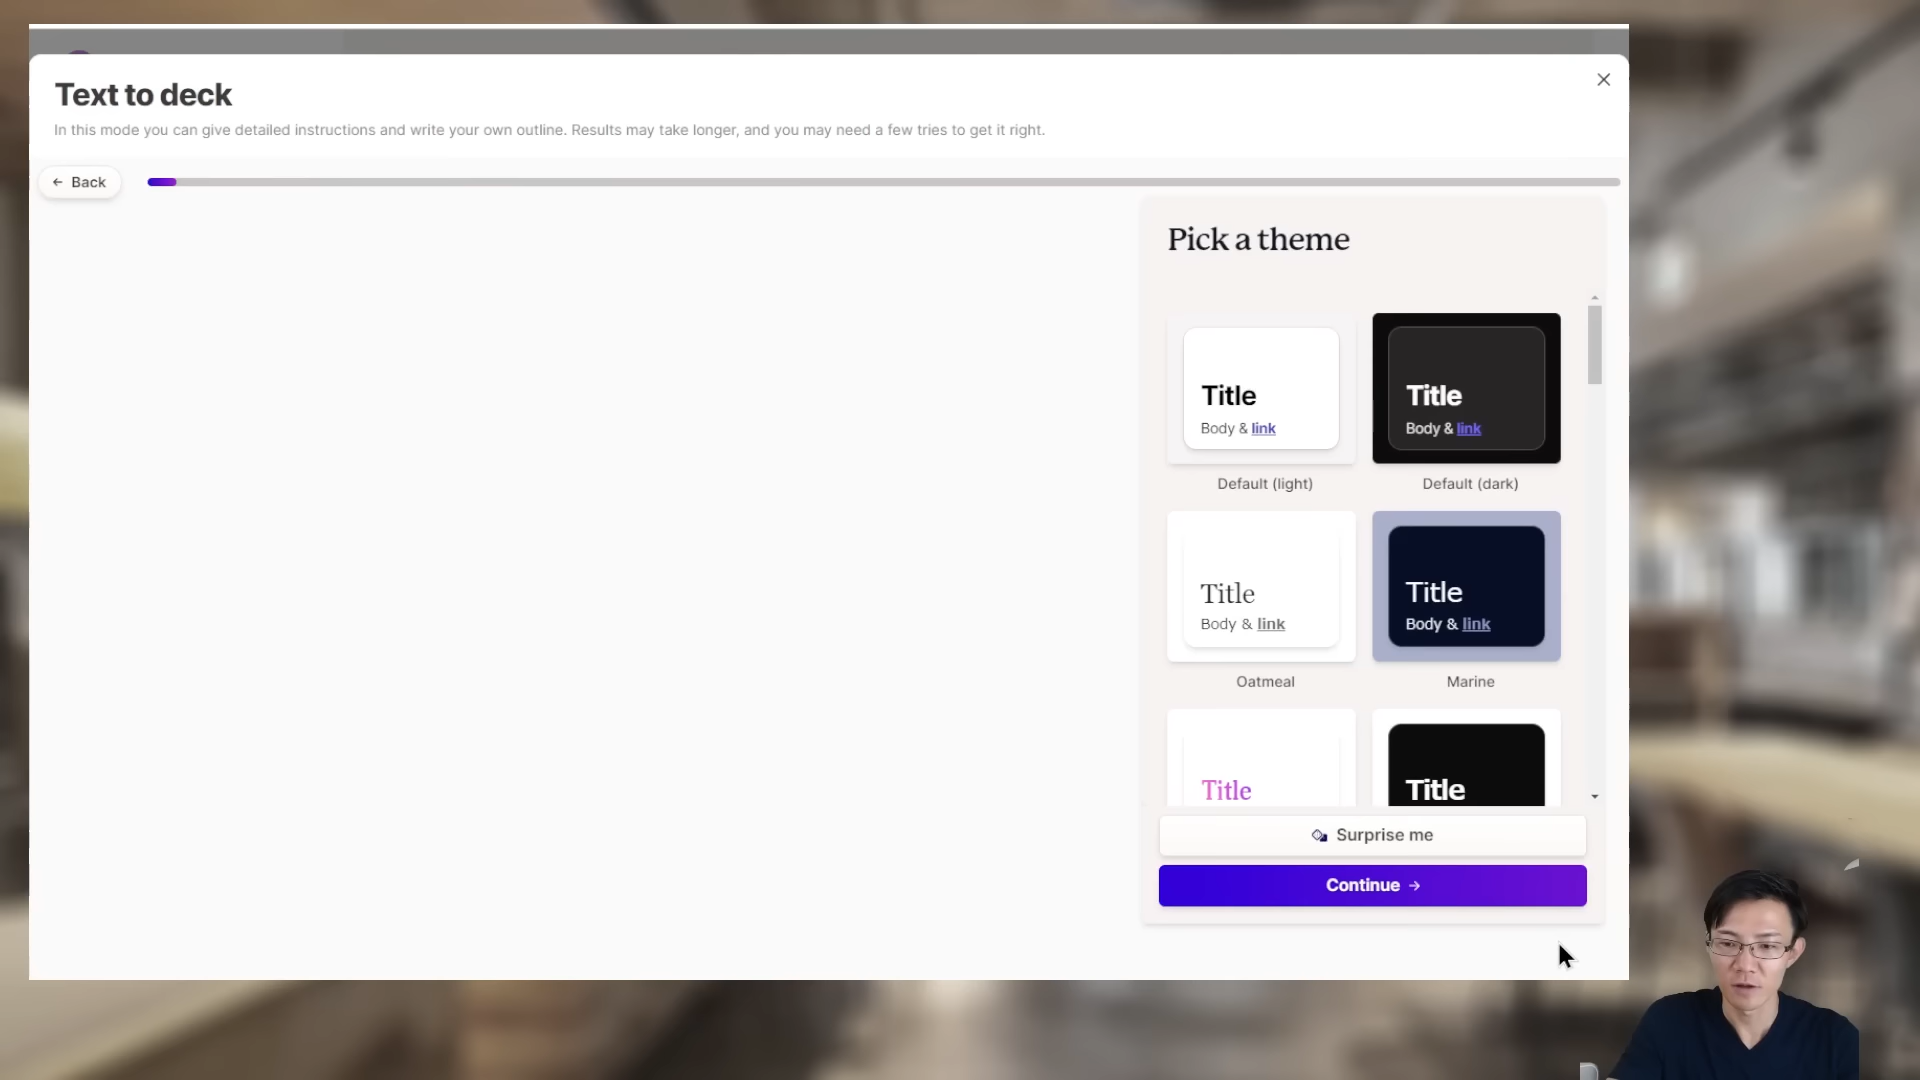 Text to deck
In this mode you can give detailed instructions and write your own outline. Results may take longer, and you may need a few tries to get it right.
← Back
Pick a theme
Title
Body & link
Default (light)
Title
Body & link
Default (dark)
Title
Body & link
Oatmeal
Title
Body & link
Marine
Title
Title
Surprise me
Continue →